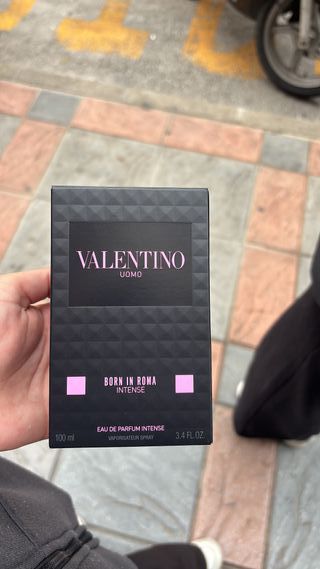 VALENTINO
UOMO
BORN IN ROMA
INTENSE
EAU DE PARFUM INTENSE
100 ml VAPORISATEUR SPRAY 3.4 FL.OZ.